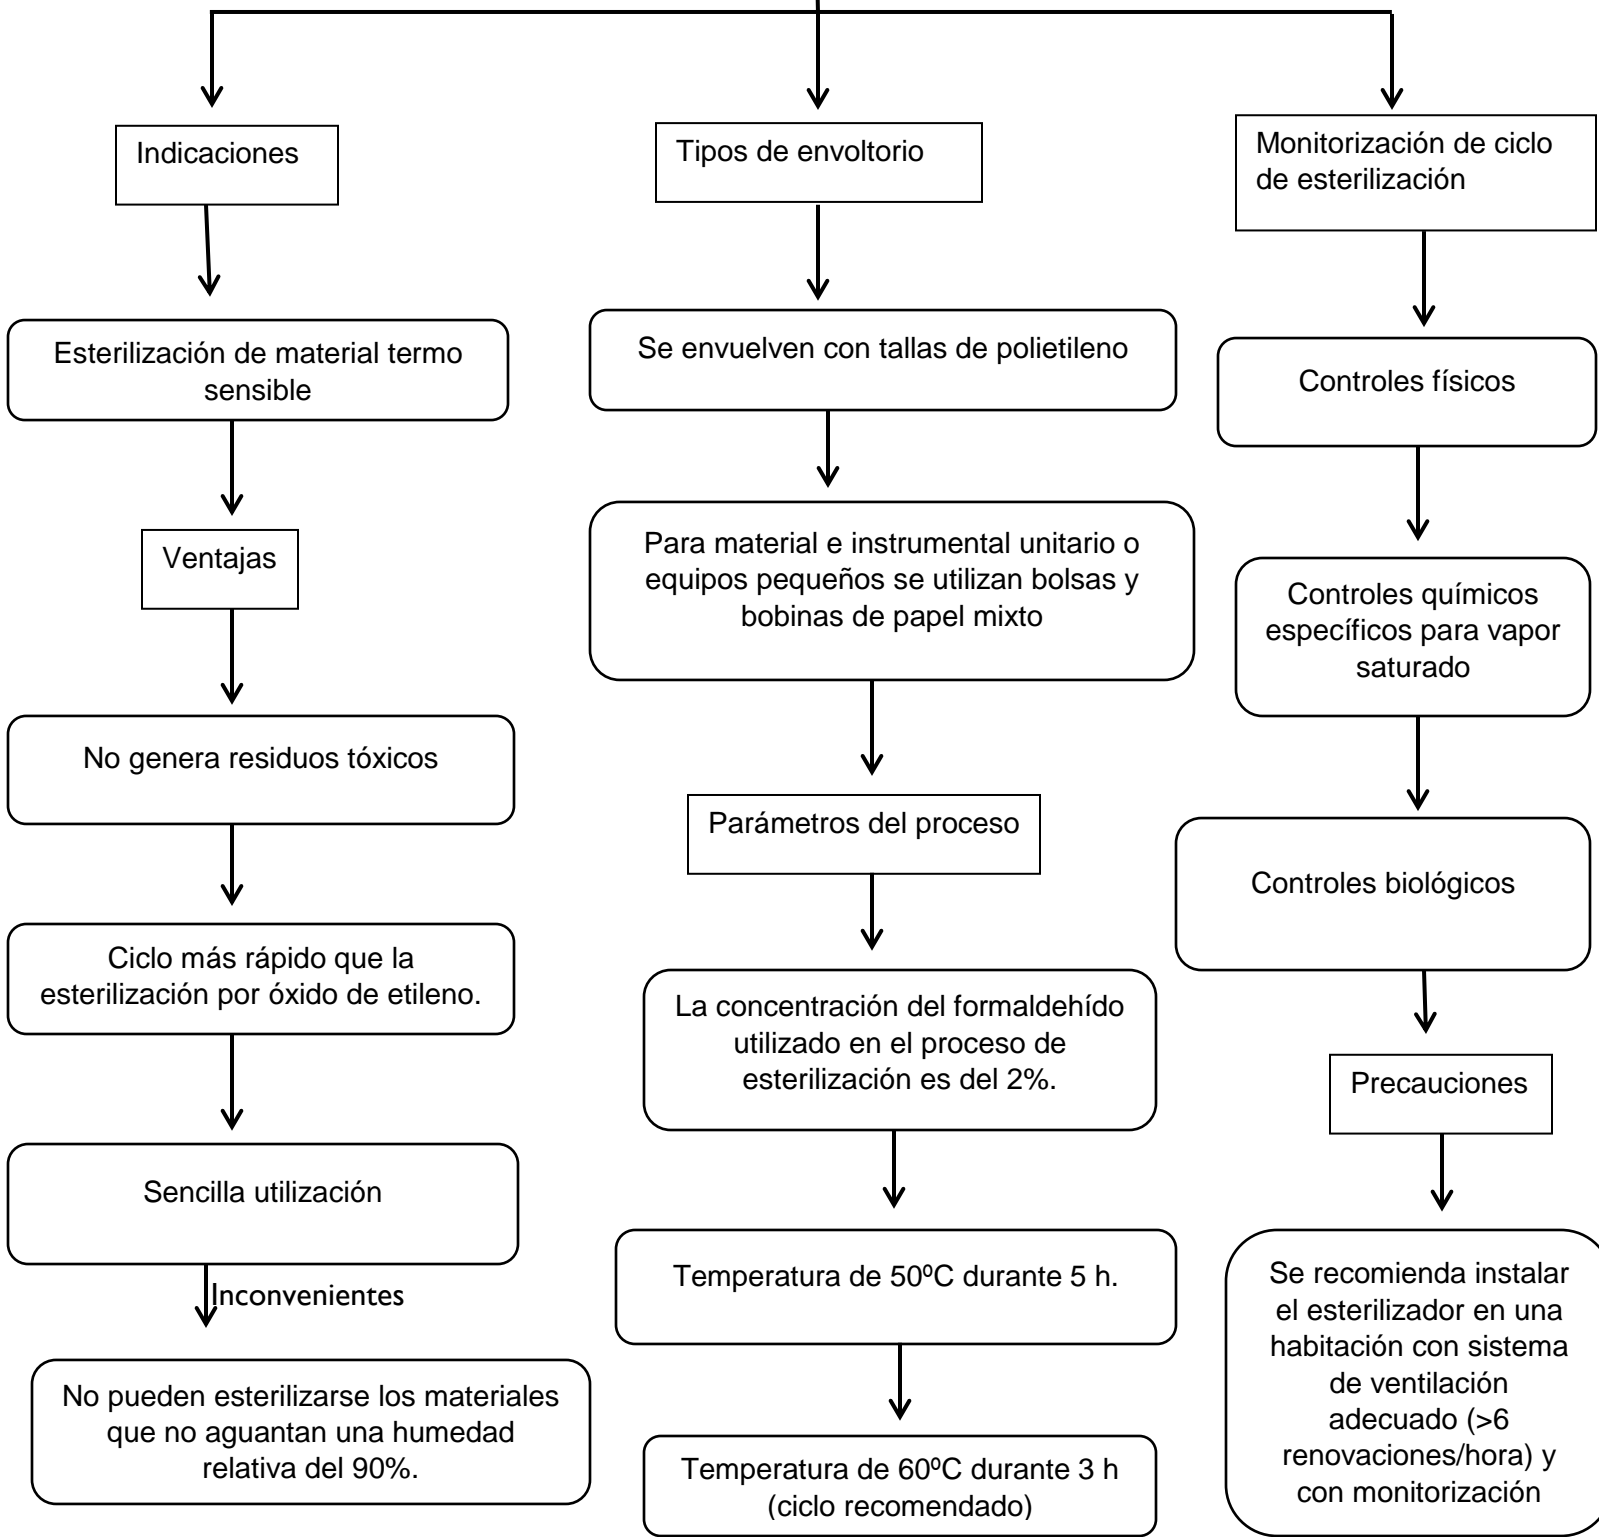 Indicaciones
Esterilización de material termo
sensible
Ventajas
No genera residuos tóxicos
Ciclo más rápido que la
esterilización por óxido de etileno.
Sencilla utilización
Inconvenientes
No pueden esterilizarse los materiales
que no aguantan una humedad
relativa del 90%.
Tipos de envoltorio
Se envuelven con tallas de polietileno
Para material e instrumental unitario o
equipos pequeños se utilizan bolsas y
bobinas de papel mixto
Parámetros del proceso
La concentración del formaldehído
utilizado en el proceso de
esterilización es del 2%.
Temperatura de 50ºC durante 5 h.
Temperatura de 60ºC durante 3 h
(ciclo recomendado)
Monitorización de ciclo
de esterilización
Controles físicos
Controles químicos
específicos para vapor
saturado
Controles biológicos
Precauciones
Se recomienda instalar
el esterilizador en una
habitación con sistema
de ventilación
adecuado (>6
renovaciones/hora) y
con monitorización